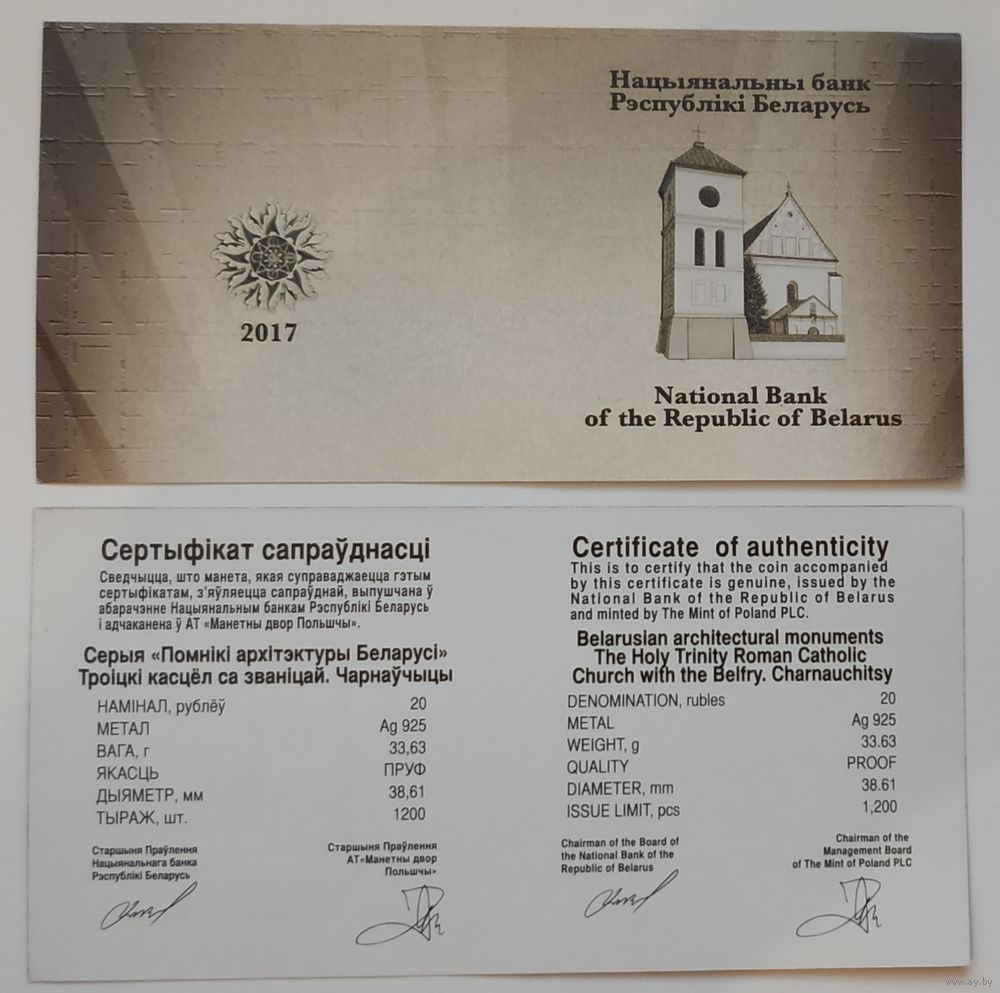 Нацыянальны банк
Рэспублікі Беларусь
2017
National Bank
of the Republic of Belarus
Сертыфікат сапраўднасці
Сведчыцца, што манета, якая суправаджаецца гэтым
сертыфікатам, з'яўляецца сапраўднай, выпушчана ў
абарачэнне Нацыянальным банкам Рэспублікі Беларусь
і адчаканена ў АТ «Манетны двор Польшчы».
Серыя «Помнікі архітэктуры Беларусі»
Троіцкі касцёл са званіцай. Чарнаўчыцы
НАМІНАЛ, рублёў 20
МЕТАЛ Ag 925
ВАГА, г 33,63
ЯКАСЦЬ ПРУФ
ДЫЯМЕТР, мм 38,61
ТЫРАЖ, шт. 1200
Старшыня Праўлення
Нацыянальнага банка
Рэспублікі Беларусь
Старшыня Праўлення
АТ«Манетны двор
Польшчы»
Certificate of authenticity
This is to certify that the coin accompanied
by this certificate is genuine, issued by the
National Bank of the Republic of Belarus
and minted by The Mint of Poland PLC.
Belarusian architectural monuments
The Holy Trinity Roman Catholic
Church with the Belfry. Charnauchitsy
DENOMINATION, rubles 20
METAL Ag 925
WEIGHT, g 33.63
QUALITY PROOF
DIAMETER, mm 38.61
ISSUE LIMIT, pcs 1,200
Chairman of the Board of
the National Bank of the
Republic of Belarus
Chairman of the
Management Board
of The Mint of Poland PLC
www.ay.by